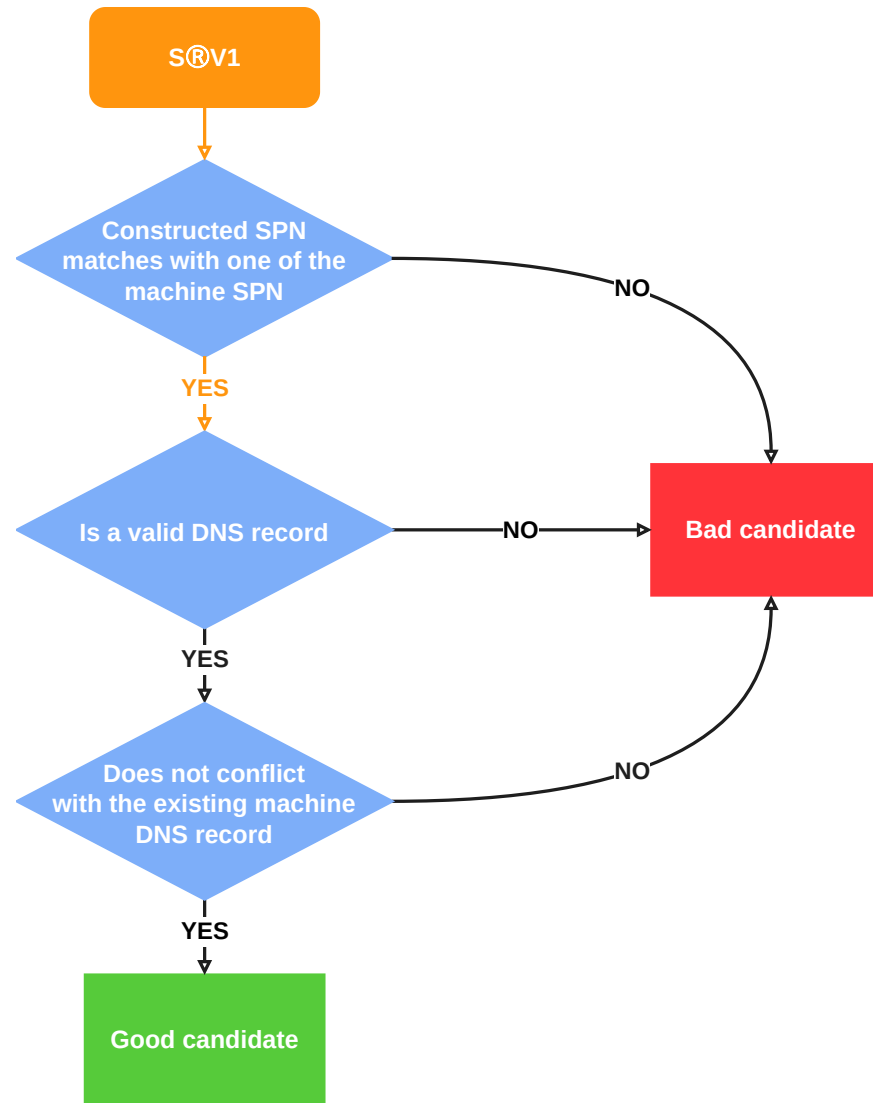 SⓇV1
Constructed SPN
matches with one of the
machine SPN
NO
YES
Is a valid DNS record
NO
Bad candidate
YES
Does not conflict
with the existing machine
DNS record
NO
YES
Good candidate